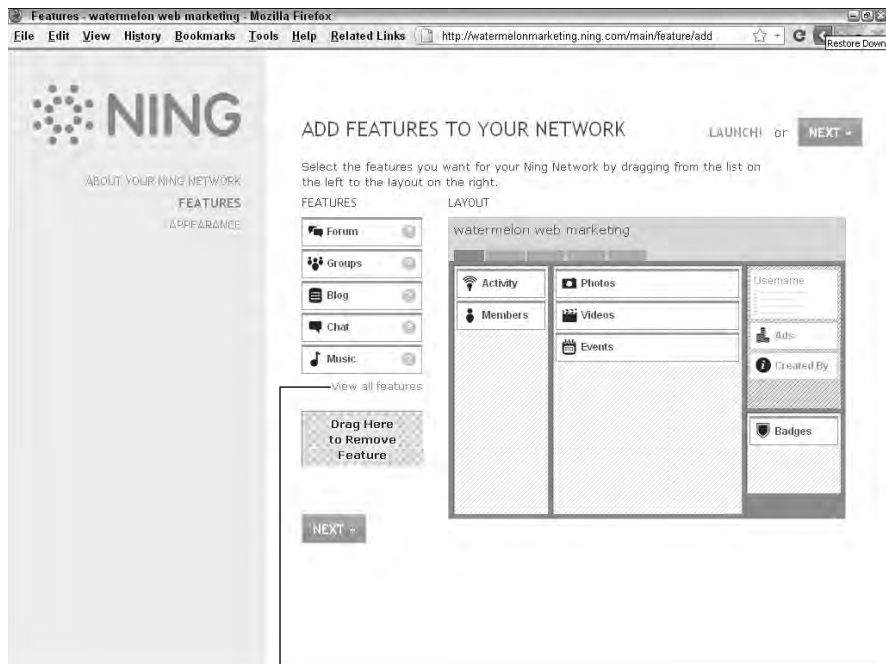 Features - watermelon web marketing - Mozilla Firefox
File Edit View History Bookmarks Tools Help Related Links http://watermelonmarketing.ning.com/main/feature/add
Restore Down
NING
ABOUT YOUR NING NETWORK
FEATURES
APPEARANCE
ADD FEATURES TO YOUR NETWORK
LAUNCH! or NEXT
Select the features you want for your Ning Network by dragging from the list on
the left to the layout on the right.
FEATURES
Forum
Groups
Blog
Chat
Music
View all features
Drag Here
to Remove
Feature
NEXT
LAYOUT
watermelon web marketing
Activity
Members
Photos
Videos
Events
Username
Ads
Created By
Badges